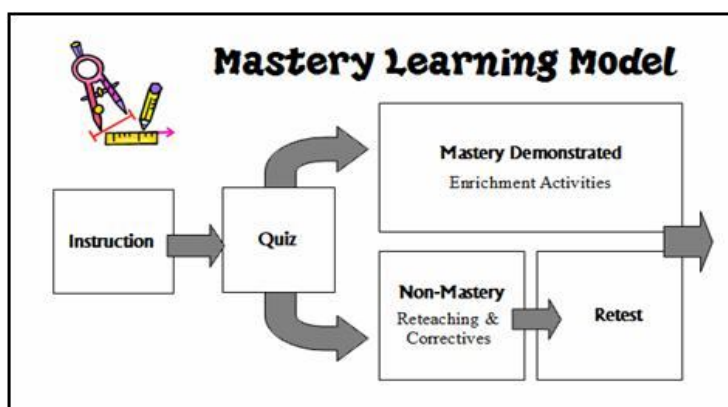 Mastery Learning Model
Instruction
Quiz
Mastery Demonstrated
Enrichment Activities
Non-Mastery
Reteaching &
Correctives
Retest